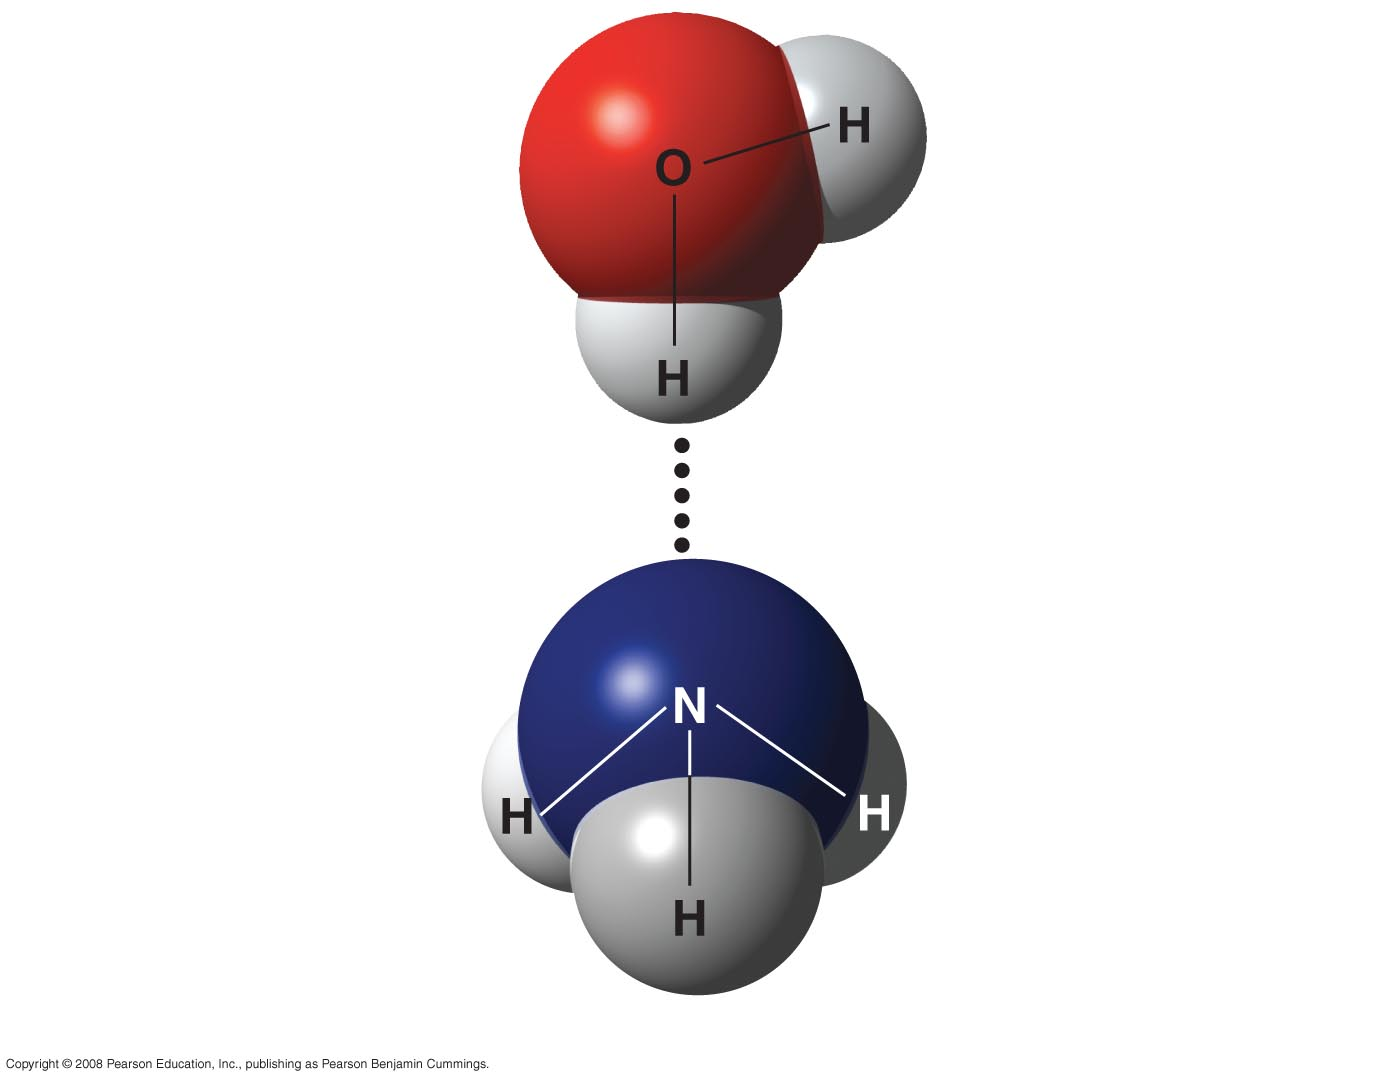 H
O
H
N
H
H
H
Copyright © 2008 Pearson Education, Inc., publishing as Pearson Benjamin Cummings.